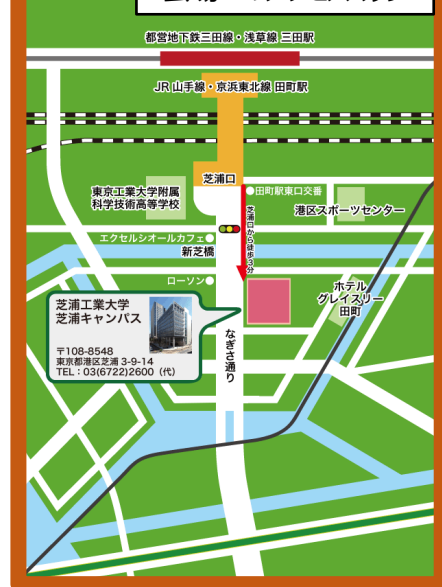 都営地下鉄三田線・浅草線 三田駅
JR 山手線・京浜東北線 田町駅
芝浦口
東京工業大学附属
科学技術高等学校
田町駅東口交番
港区スポーツセンター
芝浦口から徒歩3分
エクセルシオールカフェ
新芝橋
ローソン
ホテル
グレイスリー
田町
芝浦工業大学
芝浦キャンパス
〒108-8548
東京都港区芝浦 3-9-14
TEL：03(6722)2600（代）
なぎさ通り